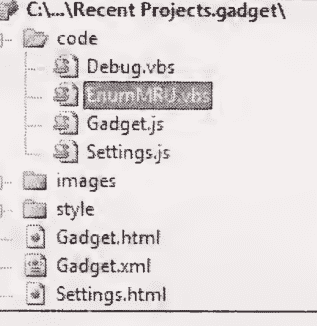 C:\...\Recent Projects.gadget\
code
Debug.vbs
EnumMRU.vbs
Gadget.js
Settings.js
images
style
Gadget.html
Gadget.xml
Settings.html